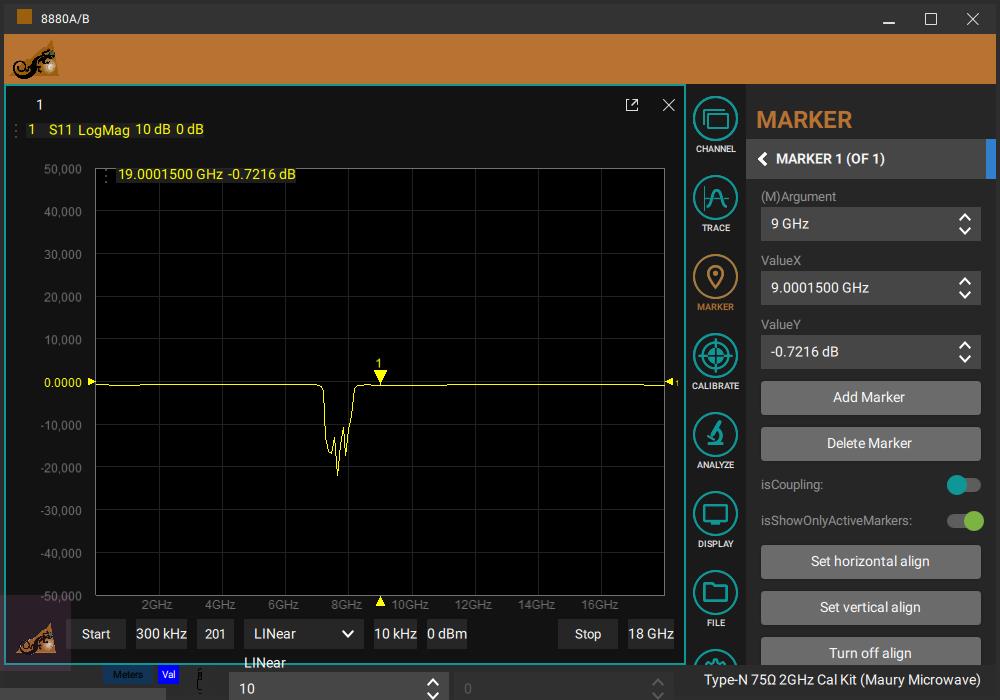 8880A/B
1
1 S11 LogMag 10 dB 0 dB
19.0001500 GHz -0.7216 dB
50,000
40,000
30,000
20,000
10,000
0.0000
-10,000
-20,000
-30,000
-40,000
-50,000
1
1
2GHz 4GHz 6GHz 8GHz 10GHz 12GHz 14GHz 16GHz
Start 300 kHz 201 LINear 10 kHz 0 dBm Stop 18 GHz
LINear
Meters Val
10 0
CHANNEL
TRACE
MARKER
CALIBRATE
ANALYZE
DISPLAY
FILE
MARKER
MARKER 1 (OF 1)
(M)Argument
9 GHz
ValueX
9.0001500 GHz
ValueY
-0.7216 dB
Add Marker
Delete Marker
isCoupling:
isShowOnlyActiveMarkers:
Set horizontal align
Set vertical align
Turn off align
Type-N 75Ω 2GHz Cal Kit (Maury Microwave)